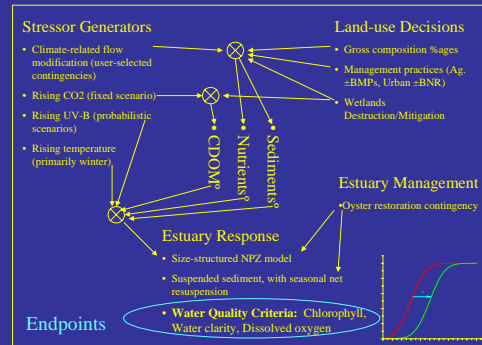 Stressor Generators
• Climate-related flow
modification (user-selected
contingencies)
• Rising CO2 (fixed scenario)
• Rising UV-B (probabilistic
scenarios)
• Rising temperature
(primarily winter)
Land-use Decisions
• Gross composition %ages
• Management practices (Ag.
±BMPs, Urban ±BNR)
• Wetlands
Destruction/Mitigation
• CDOM°
• Nutrients°
• Sediments°
Estuary Management
•Oyster restoration contingency
Estuary Response
• Size-structured NPZ model
• Suspended sediment, with seasonal net
resuspension
• Water Quality Criteria: Chlorophyll,
Water clarity, Dissolved oxygen
Endpoints